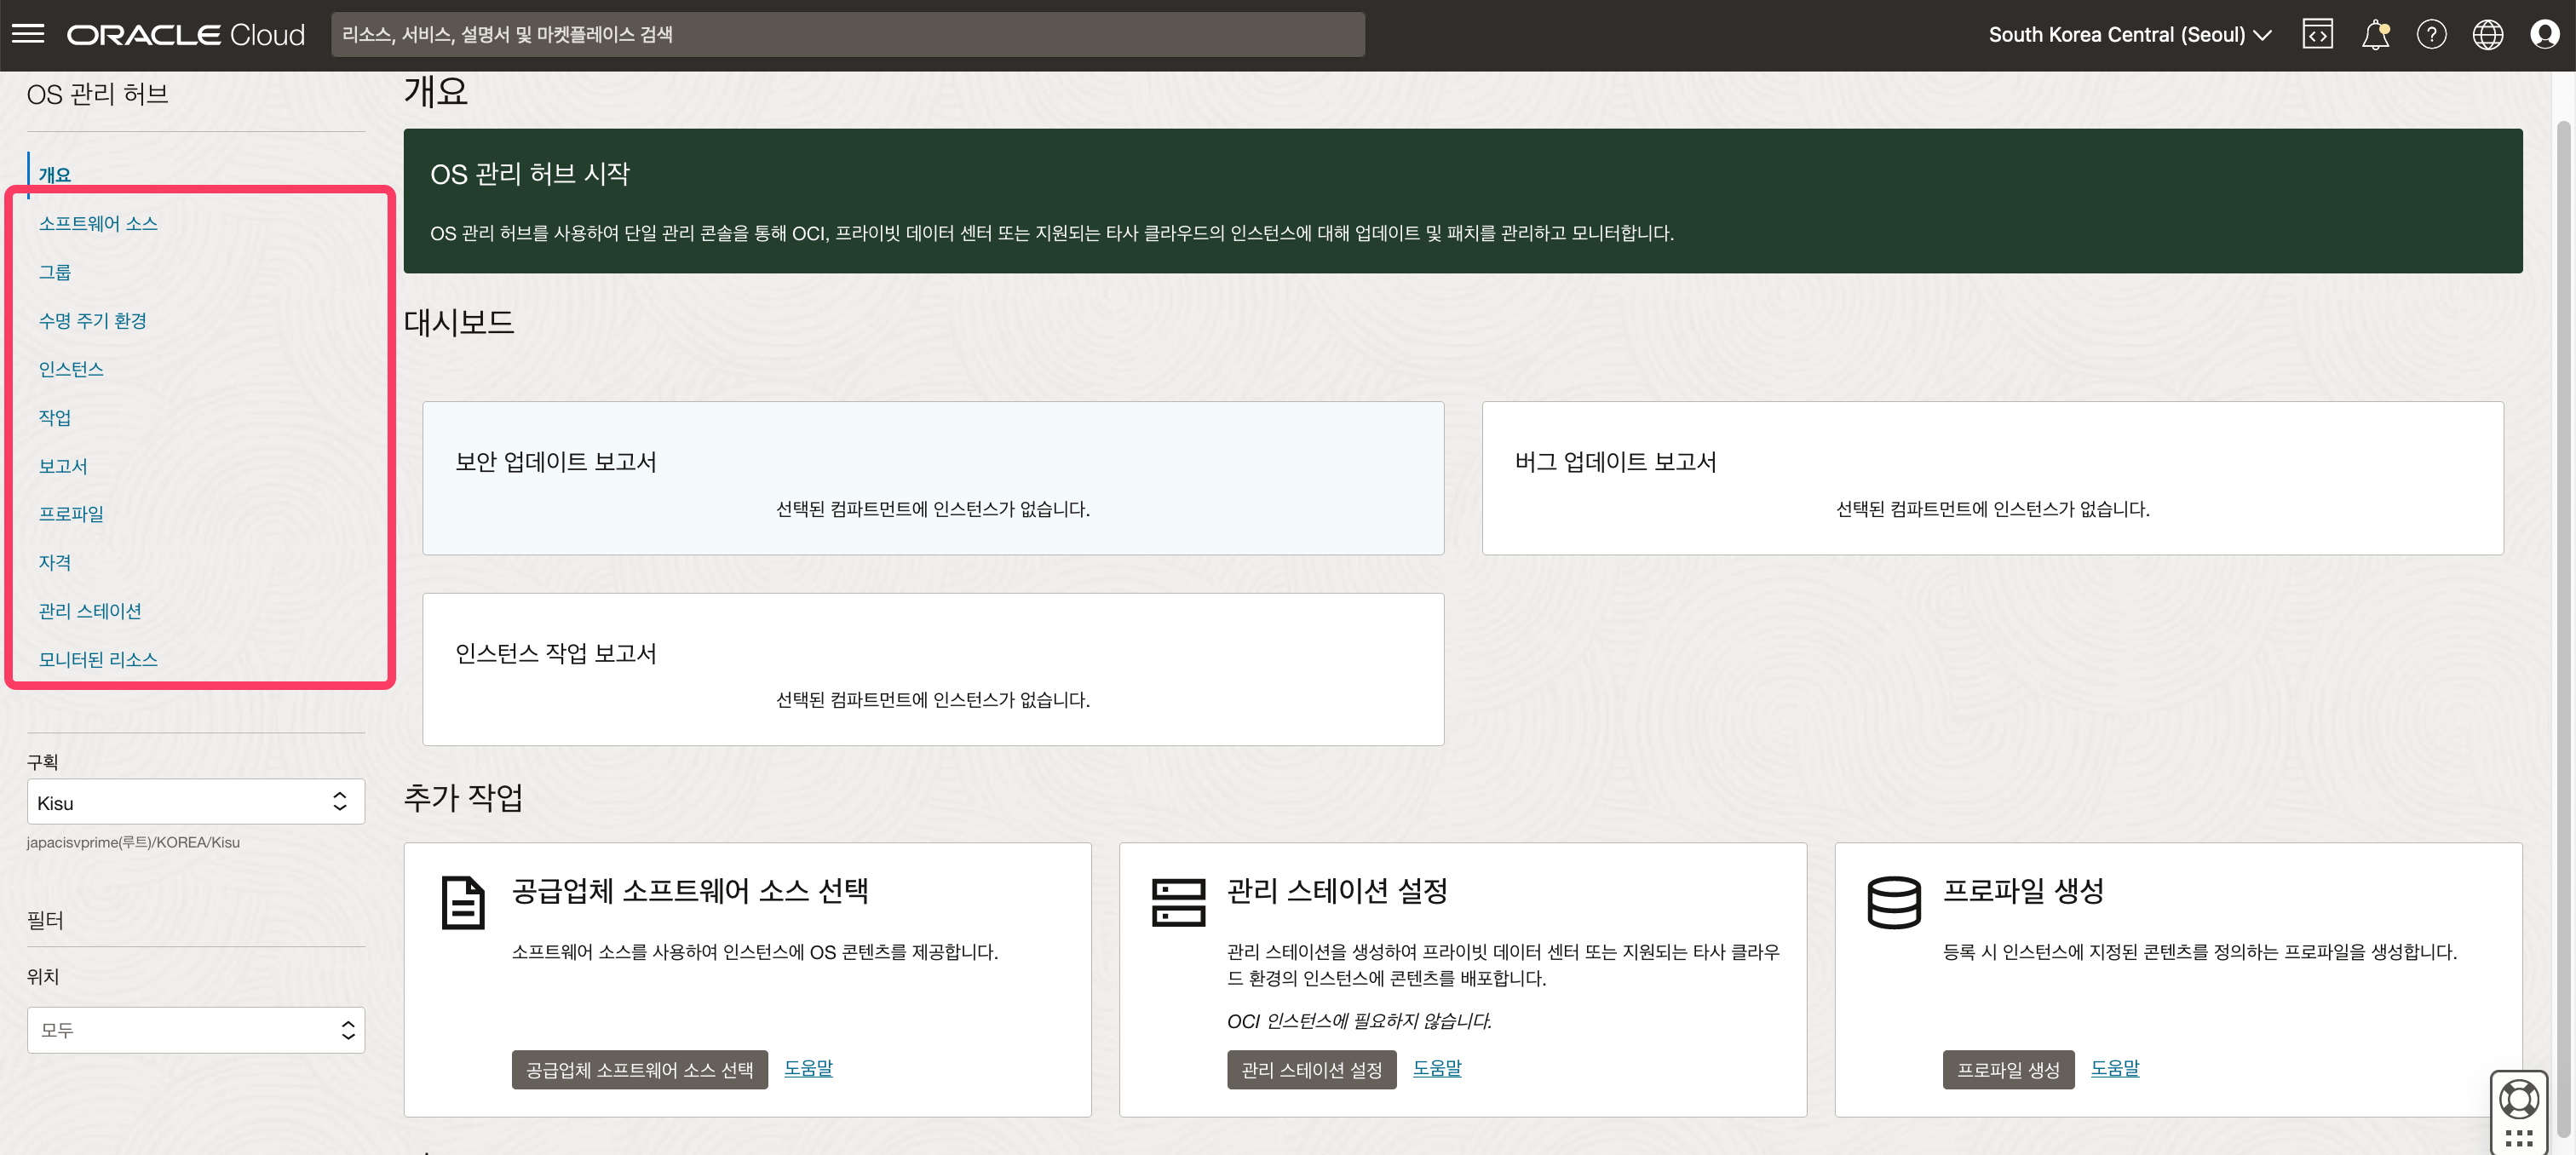 ORACLE Cloud
리소스, 서비스, 설명서 및 마켓플레이스 검색
South Korea Central (Seoul)
OS 관리 허브
개요
소프트웨어 소스
그룹
수명 주기 환경
인스턴스
작업
보고서
프로파일
자격
관리 스테이션
모니터된 리소스
구획
Kisu
japacisvprime(루트)/KOREA/Kisu
필터
위치
모두
개요
OS 관리 허브 시작
OS 관리 허브를 사용하여 단일 관리 콘솔을 통해 OCI, 프라이빗 데이터 센터 또는 지원되는 타사 클라우드의 인스턴스에 대해 업데이트 및 패치를 관리하고 모니터합니다.
대시보드
보안 업데이트 보고서
선택된 컴파트먼트에 인스턴스가 없습니다.
버그 업데이트 보고서
선택된 컴파트먼트에 인스턴스가 없습니다.
인스턴스 작업 보고서
선택된 컴파트먼트에 인스턴스가 없습니다.
추가 작업
공급업체 소프트웨어 소스 선택
소프트웨어 소스를 사용하여 인스턴스에 OS 콘텐츠를 제공합니다.
공급업체 소프트웨어 소스 선택 도움말
관리 스테이션 설정
관리 스테이션을 생성하여 프라이빗 데이터 센터 또는 지원되는 타사 클라우
드 환경의 인스턴스에 콘텐츠를 배포합니다.
OCI 인스턴스에 필요하지 않습니다.
관리 스테이션 설정 도움말
프로파일 생성
등록 시 인스턴스에 지정된 콘텐츠를 정의하는 프로파일을 생성합니다.
프로파일 생성 도움말